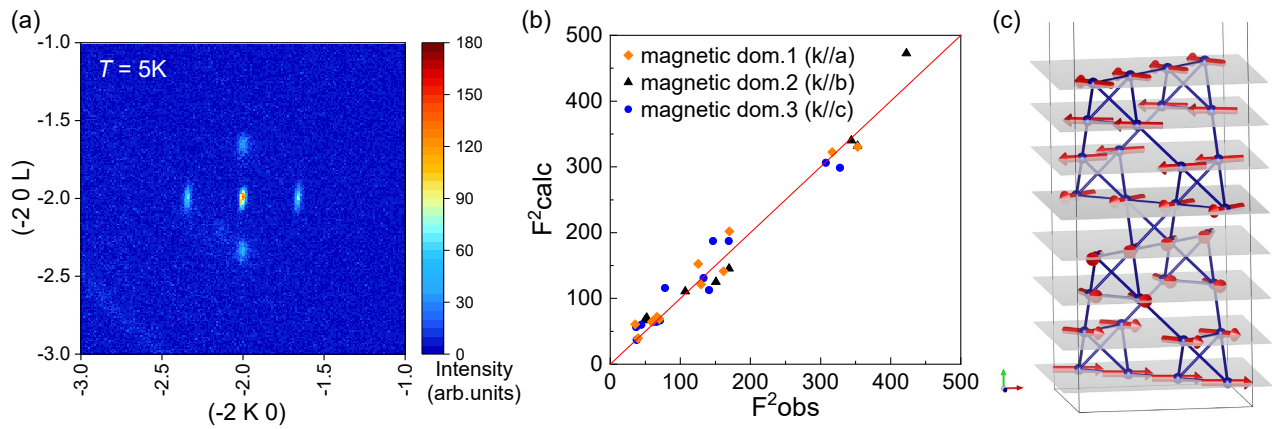 (a)
-1.0
-1.5
-2.0
-2.5
-3.0
(-2 0 L)
T = 5K
-3.0
-2.5
-2.0
-1.5
-1.0
(-2 K 0)
180
150
120
90
60
30
0
Intensity
(arb.units)
(b)
500
400
300
200
100
0
F²calc
magnetic dom.1 (k//a)
magnetic dom.2 (k//b)
magnetic dom.3 (k//c)
0
100
200
300
400
500
F²obs
(c)